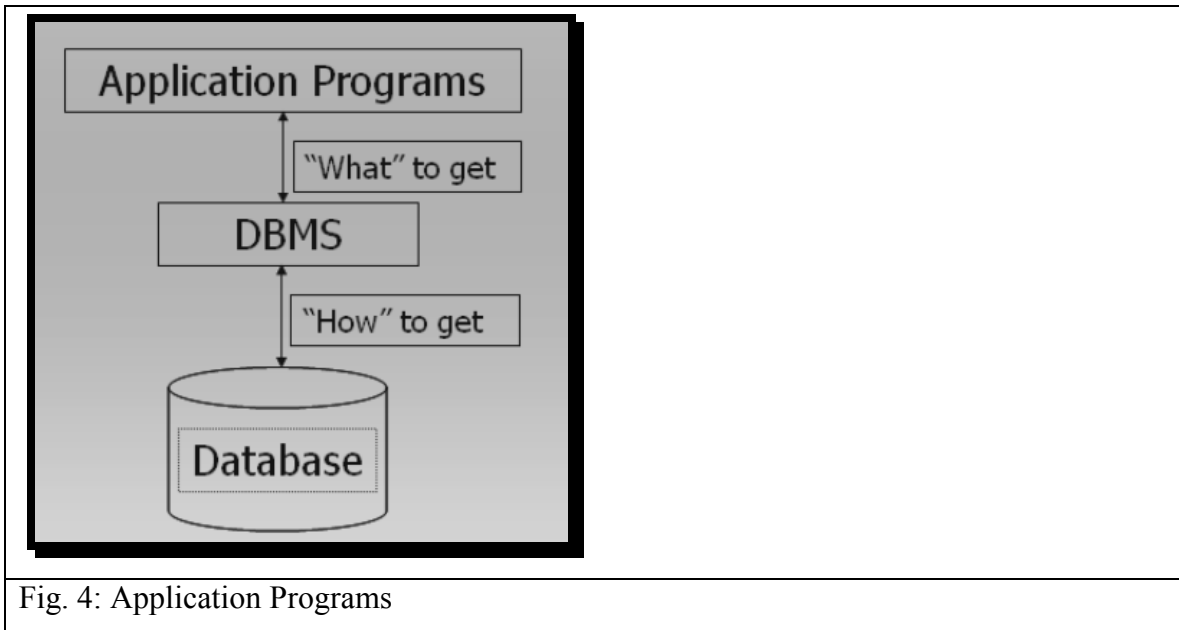 Application Programs
“What” to get
DBMS
“How” to get
Database
Fig. 4: Application Programs